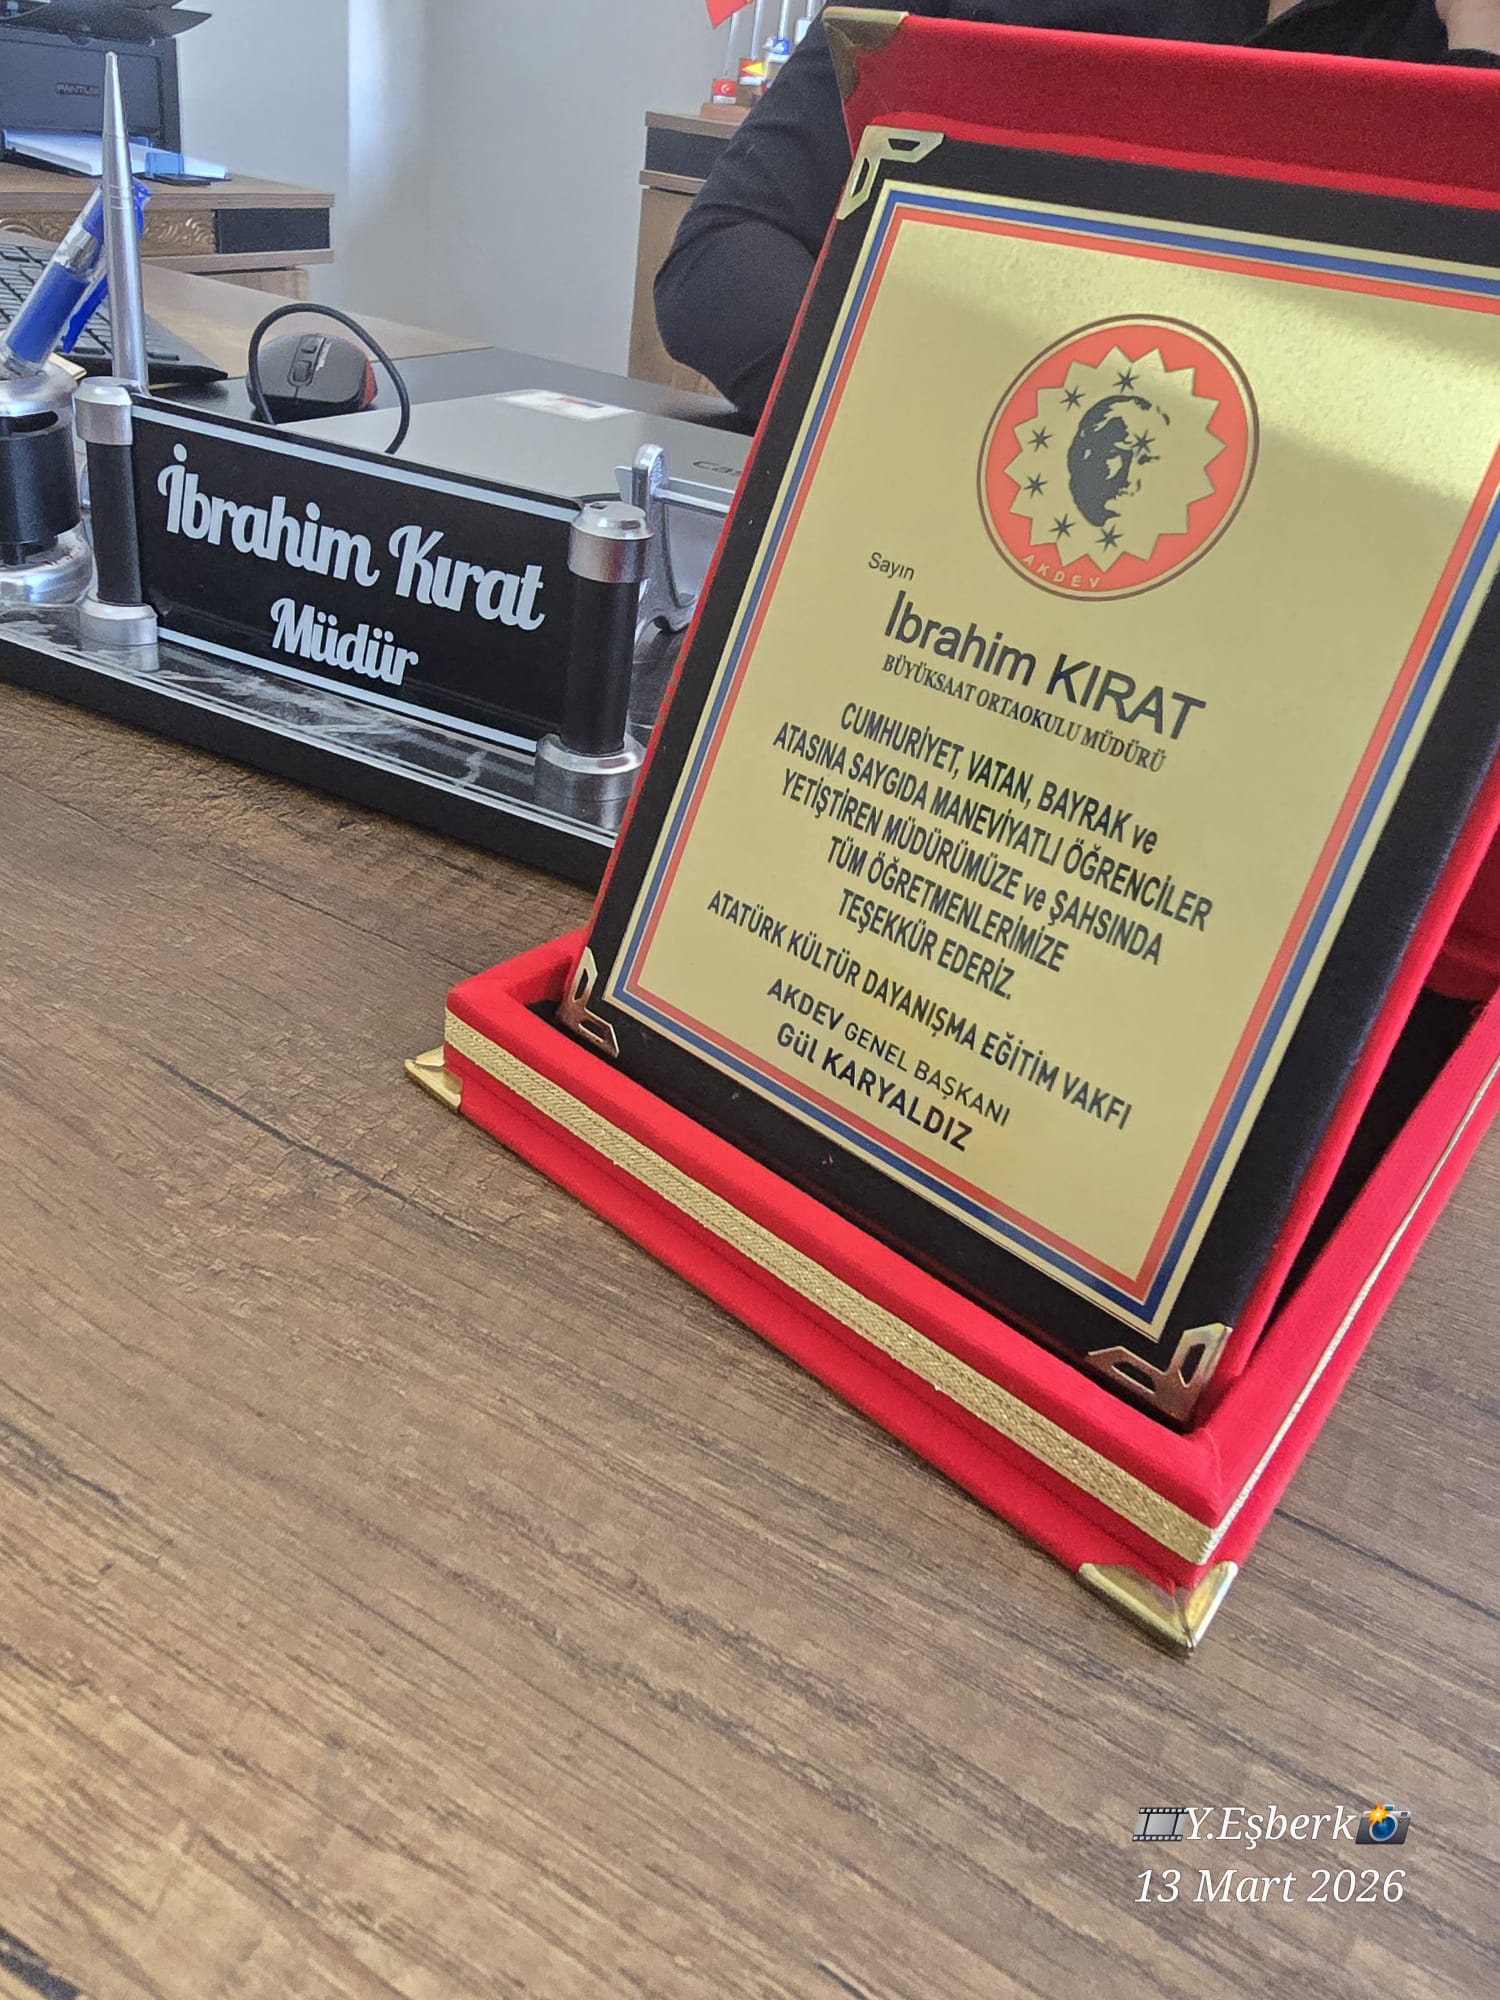 PANTUM
İbrahim Kırat
Müdür
AKDEV
Sayın
İbrahim KIRAT
BÜYÜKSAAT ORTAOKULU MÜDÜRÜ
CUMHURİYET, VATAN, BAYRAK ve
ATASINA SAYGIDA MANEVİYATLI ÖĞRENCİLER
YETİŞTİREN MÜDÜRÜMÜZE ve ŞAHSINDA
TÜM ÖĞRETMENLERİMİZE
TEŞEKKÜR EDERİZ.
ATATÜRK KÜLTÜR DAYANIŞMA EĞİTİM VAKFI
AKDEV GENEL BAŞKANI
Gül KARYALDIZ
Y.Eşberk
13 Mart 2026